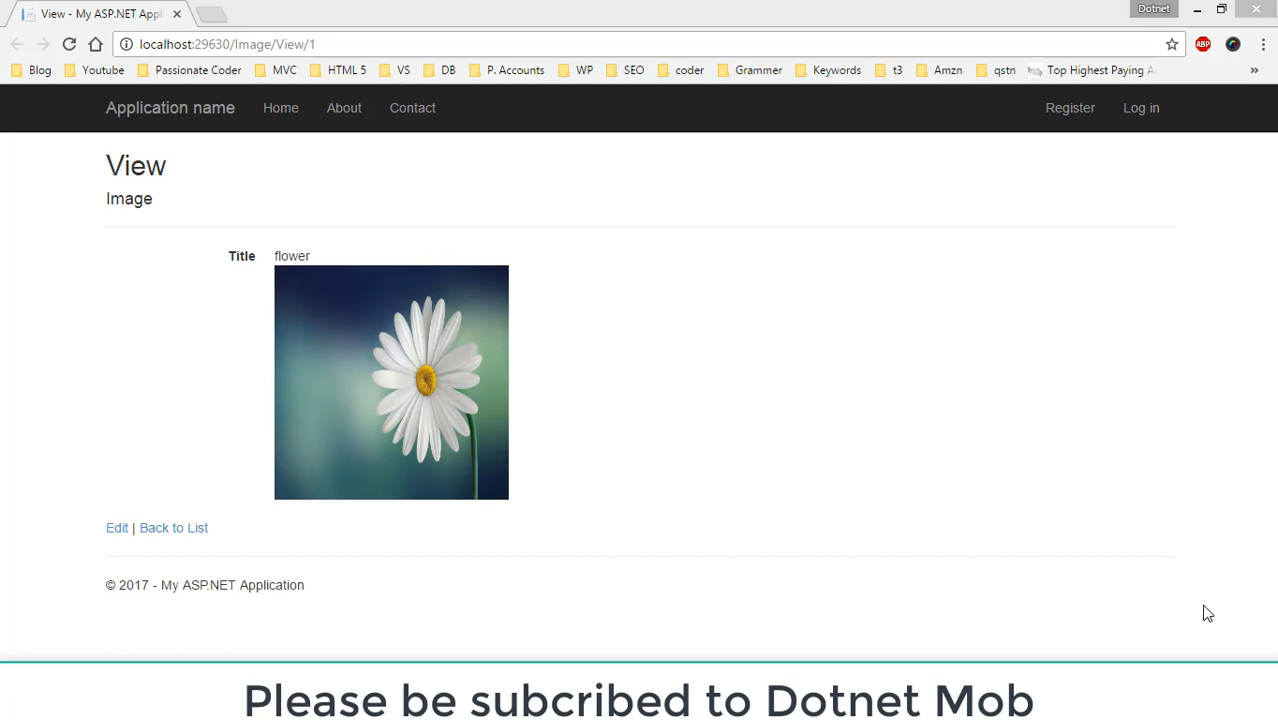 View - My ASP.NET Appl
Dotnet
localhost:29630/Image/View/1
ABP
Blog Youtube Passionate Coder MVC HTML 5 VS DB P. Accounts WP SEO coder Grammer Keywords t3 Amzn qstn Top Highest Paying A »
Application name Home About Contact Register Log in
View
Image
Title flower
Edit | Back to List
© 2017 - My ASP.NET Application
Please be subcribed to Dotnet Mob